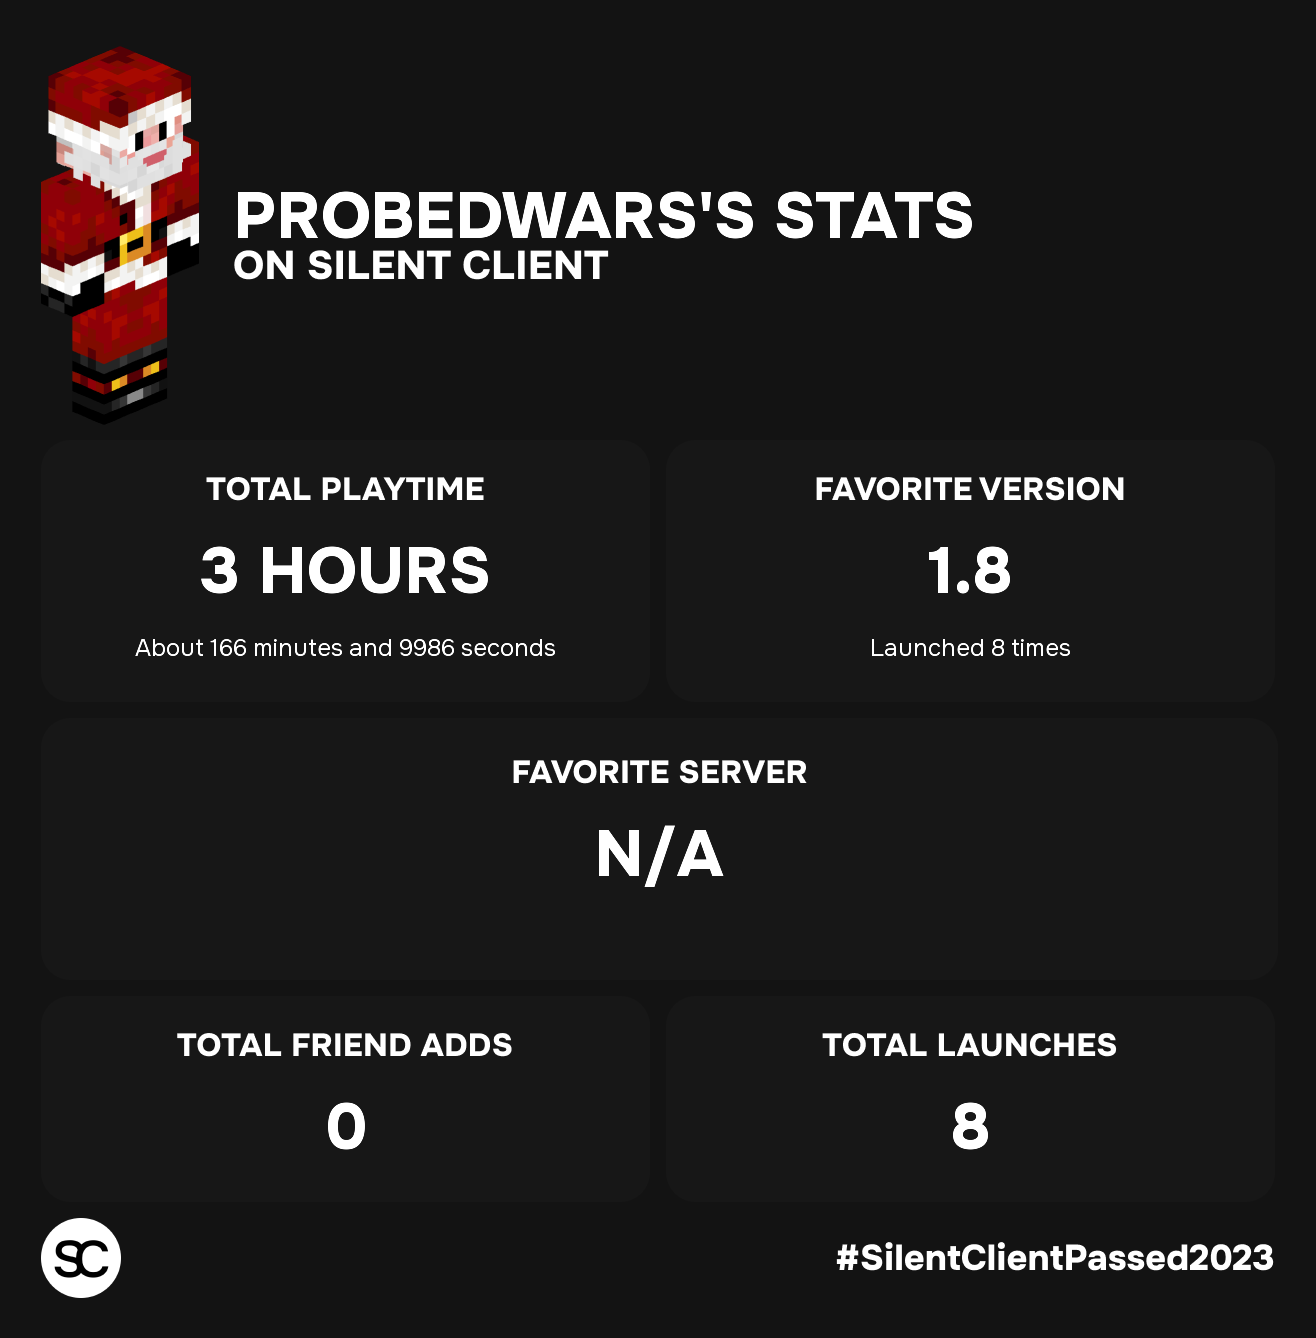 PROBEDWARS'S STATS
ON SILENT CLIENT
TOTAL PLAYTIME
3 HOURS
About 166 minutes and 9986 seconds
FAVORITE VERSION
1.8
Launched 8 times
FAVORITE SERVER
N/A
TOTAL FRIEND ADDS
0
TOTAL LAUNCHES
8
SC
#SilentClientPassed2023